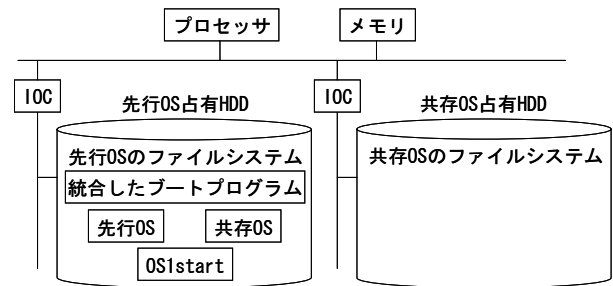 プロセッサ
メモリ
IOC
先行OS占有HDD
IOC
共存OS占有HDD
先行OSのファイルシステム
統合したブートプログラム
先行OS
共存OS
OS1start
共存OSのファイルシステム